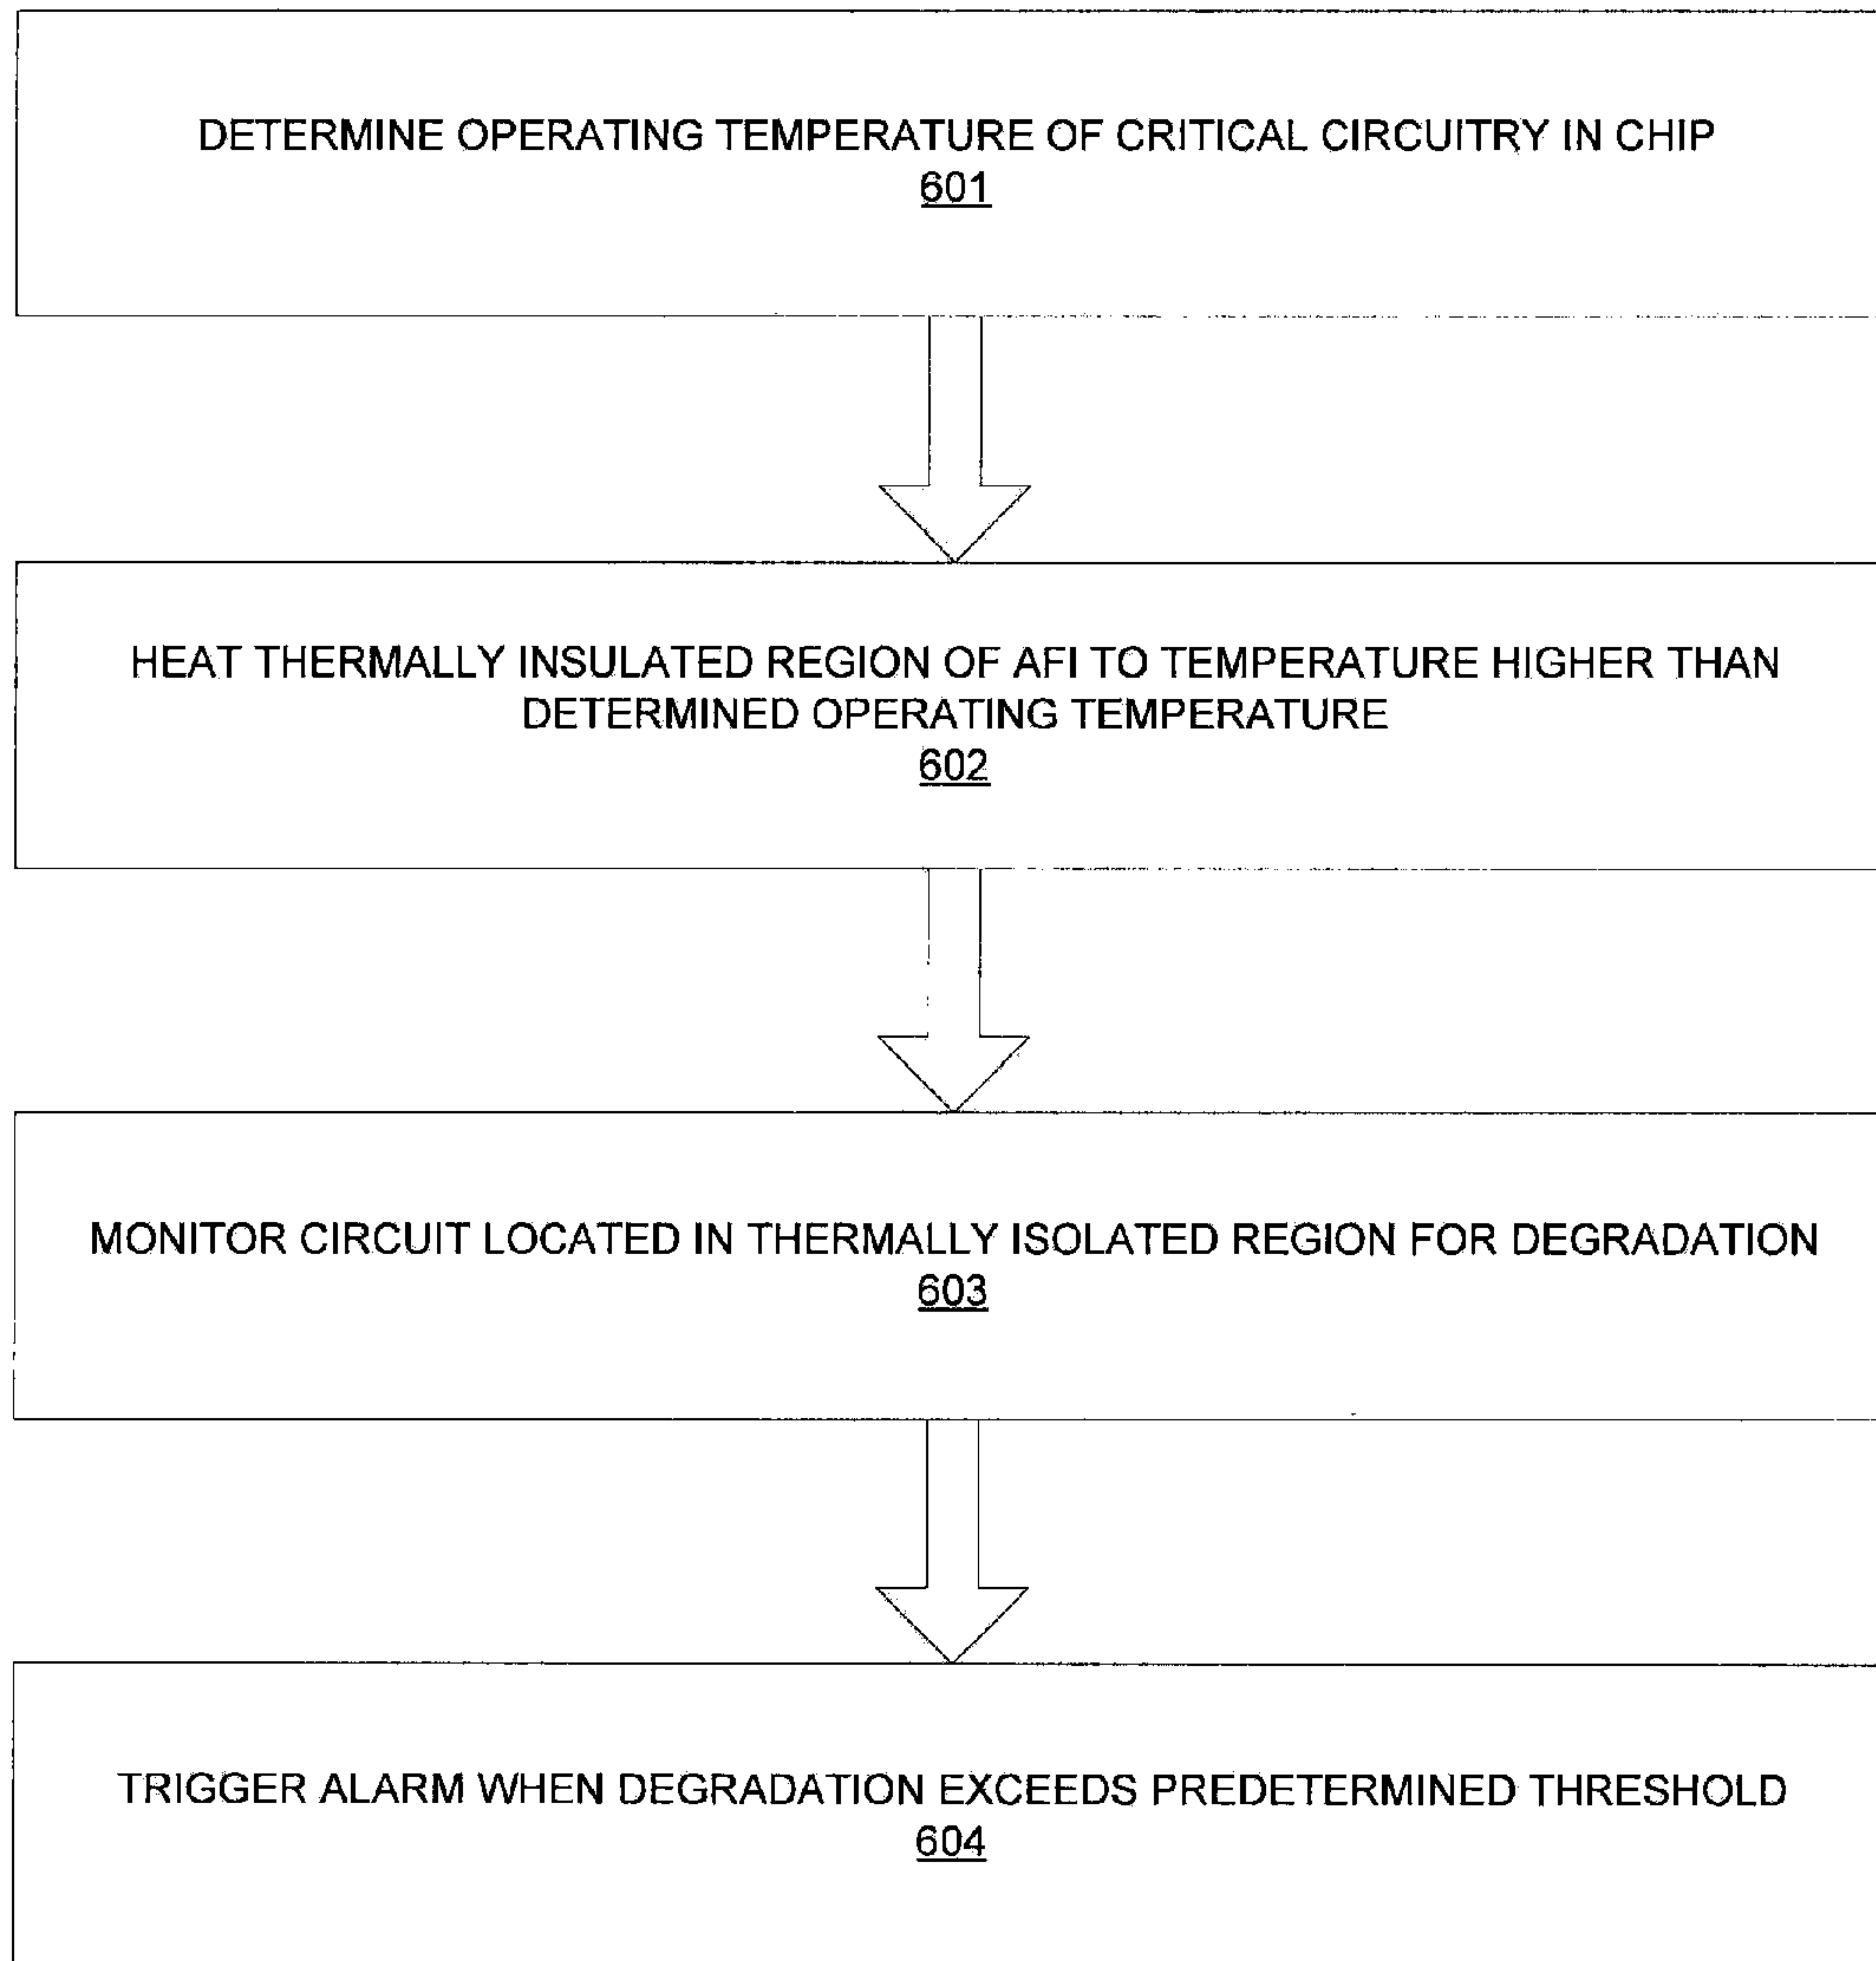 DETERMINE OPERATING TEMPERATURE OF CRITICAL CIRCUITRY IN CHIP
601
HEAT THERMALLY INSULATED REGION OF AFI TO TEMPERATURE HIGHER THAN
DETERMINED OPERATING TEMPERATURE
602
MONITOR CIRCUIT LOCATED IN THERMALLY ISOLATED REGION FOR DEGRADATION
603
TRIGGER ALARM WHEN DEGRADATION EXCEEDS PREDETERMINED THRESHOLD
604